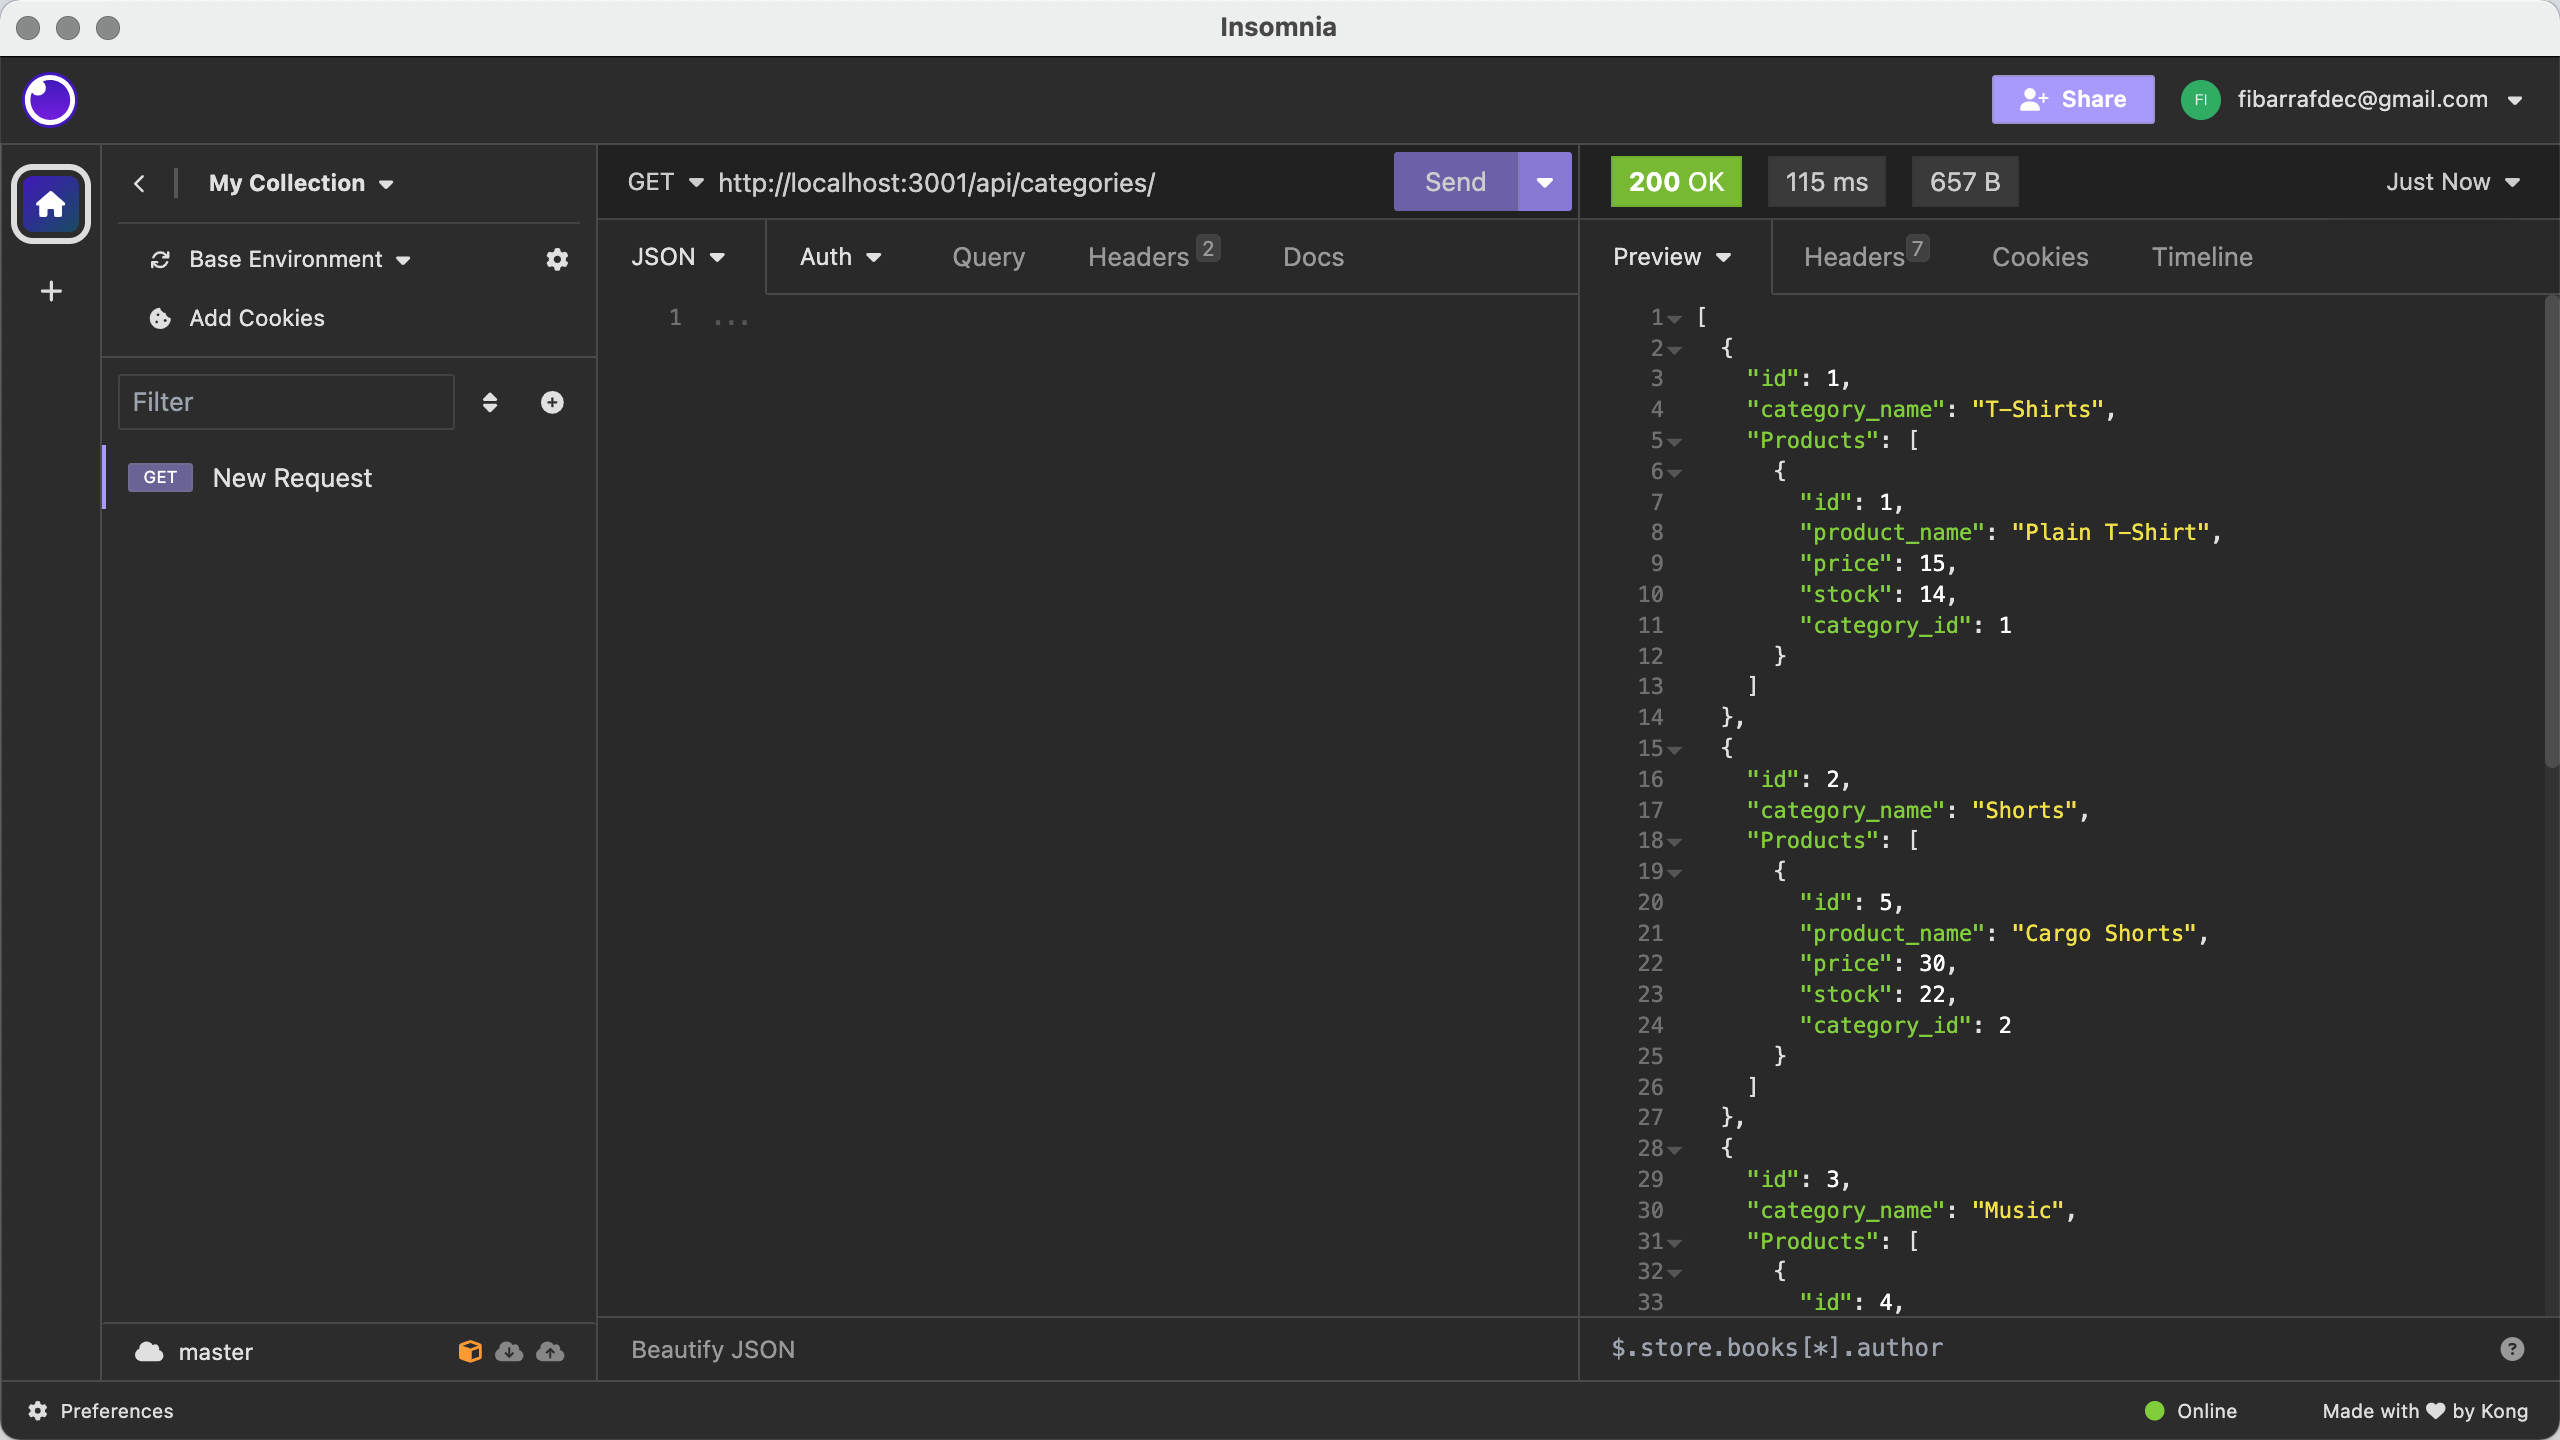 Insomnia
Share
FI
fibarrafdec@gmail.com
My Collection
Base Environment
Add Cookies
Filter
GET New Request
master
GET http://localhost:3001/api/categories/
Send
JSON Auth Query Headers 2 Docs
1 ...
Beautify JSON
200 OK 115 ms 657 B Just Now
Preview Headers 7 Cookies Timeline
1 [
2 {
3 "id": 1,
4 "category_name": "T-Shirts",
5 "Products": [
6 {
7 "id": 1,
8 "product_name": "Plain T-Shirt",
9 "price": 15,
10 "stock": 14,
11 "category_id": 1
12 }
13 ]
14 },
15 {
16 "id": 2,
17 "category_name": "Shorts",
18 "Products": [
19 {
20 "id": 5,
21 "product_name": "Cargo Shorts",
22 "price": 30,
23 "stock": 22,
24 "category_id": 2
25 }
26 ]
27 },
28 {
29 "id": 3,
30 "category_name": "Music",
31 "Products": [
32 {
33 "id": 4,
$.store.books[*].author
?
Preferences
Online
Made with ♥ by Kong